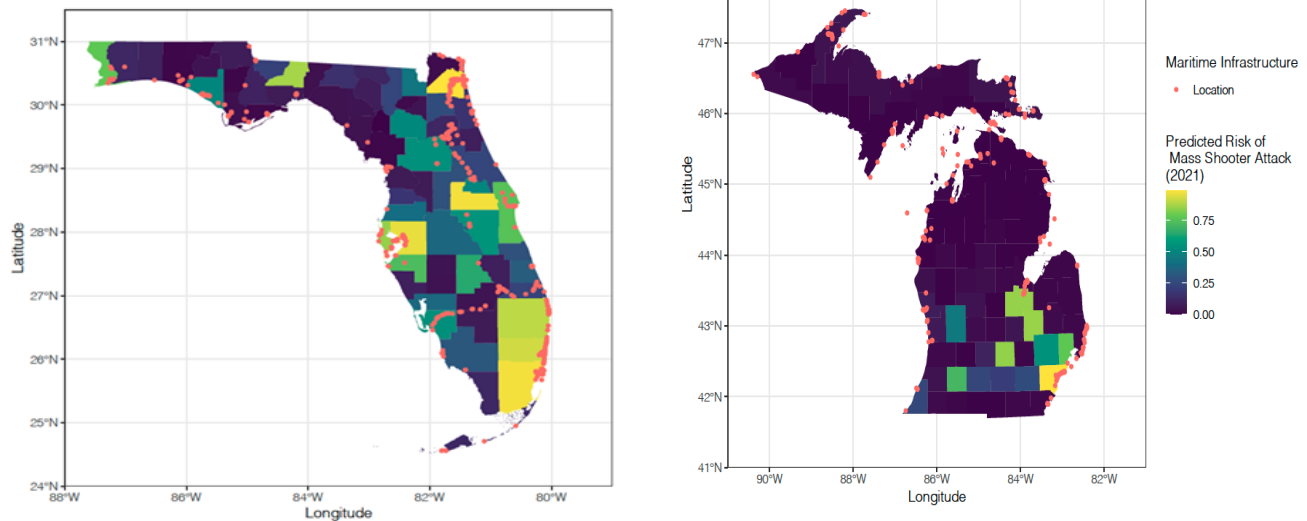 31°N
30°N
29°N
28°N
27°N
26°N
25°N
24°N
Latitude
88°W 86°W 84°W 82°W 80°W
Longitude
47°N
46°N
45°N
44°N
43°N
42°N
41°N
Latitude
90°W 88°W 86°W 84°W 82°W
Longitude
Maritime Infrastructure
Location
Predicted Risk of
Mass Shooter Attack
(2021)
0.75
0.50
0.25
0.00